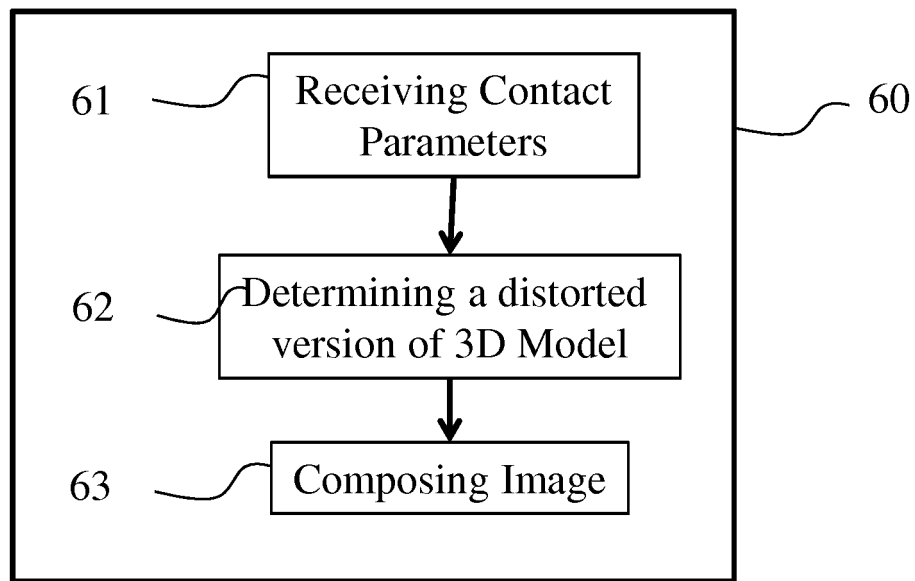 61
Receiving Contact
Parameters
60
62
Determining a distorted
version of 3D Model
63
Composing Image